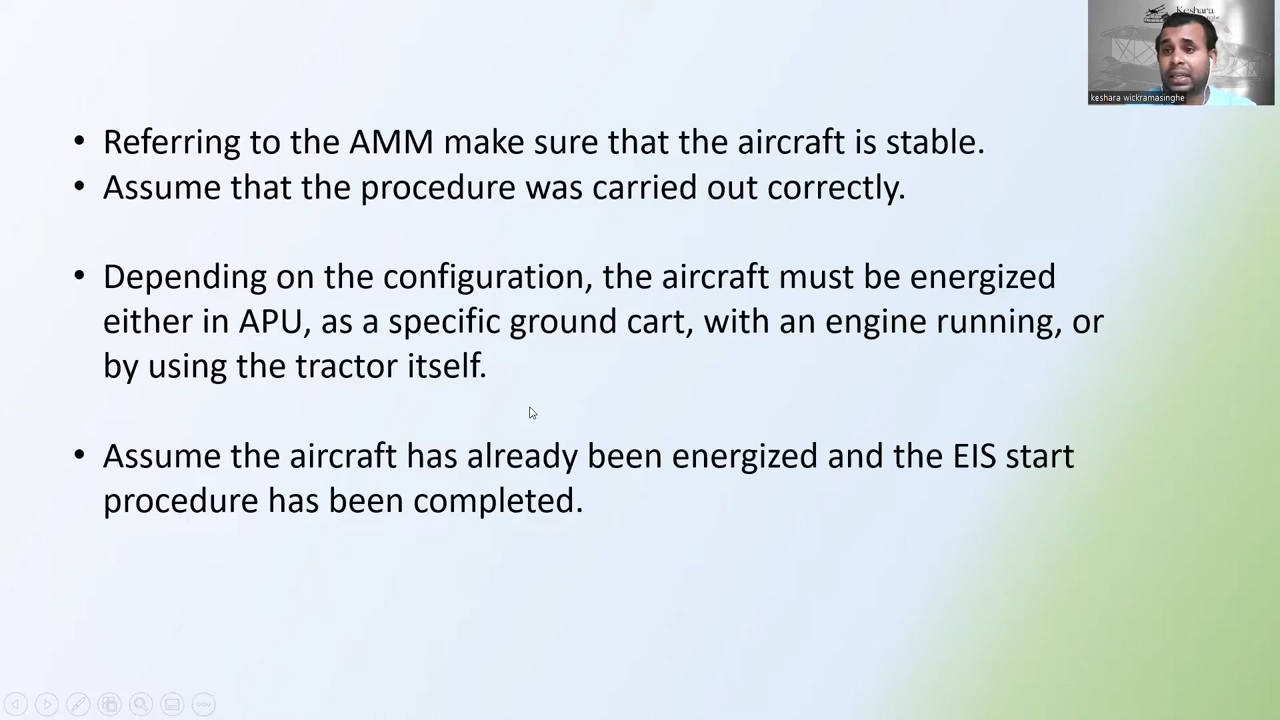 Keshara
keshara wickramasinghe
• Referring to the AMM make sure that the aircraft is stable.
• Assume that the procedure was carried out correctly.
• Depending on the configuration, the aircraft must be energized
either in APU, as a specific ground cart, with an engine running, or
by using the tractor itself.
• Assume the aircraft has already been energized and the EIS start
procedure has been completed.